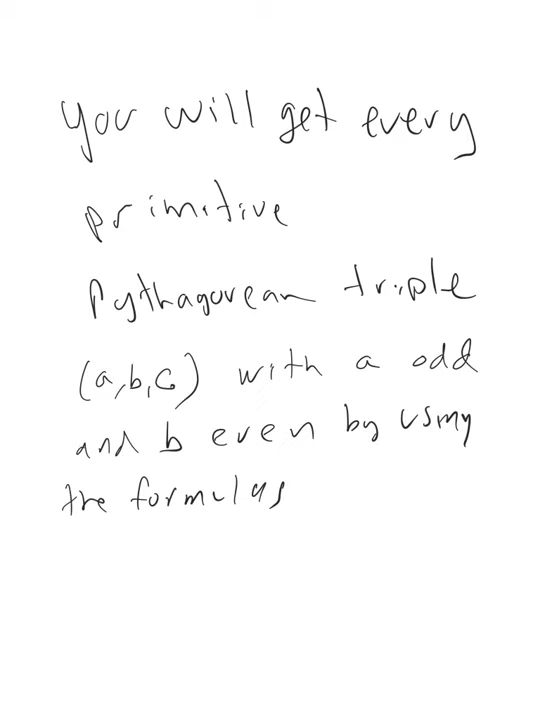 you will get every
primitive
Pythagorean triple
(a,b,c) with a odd
and b even by using
the formulas